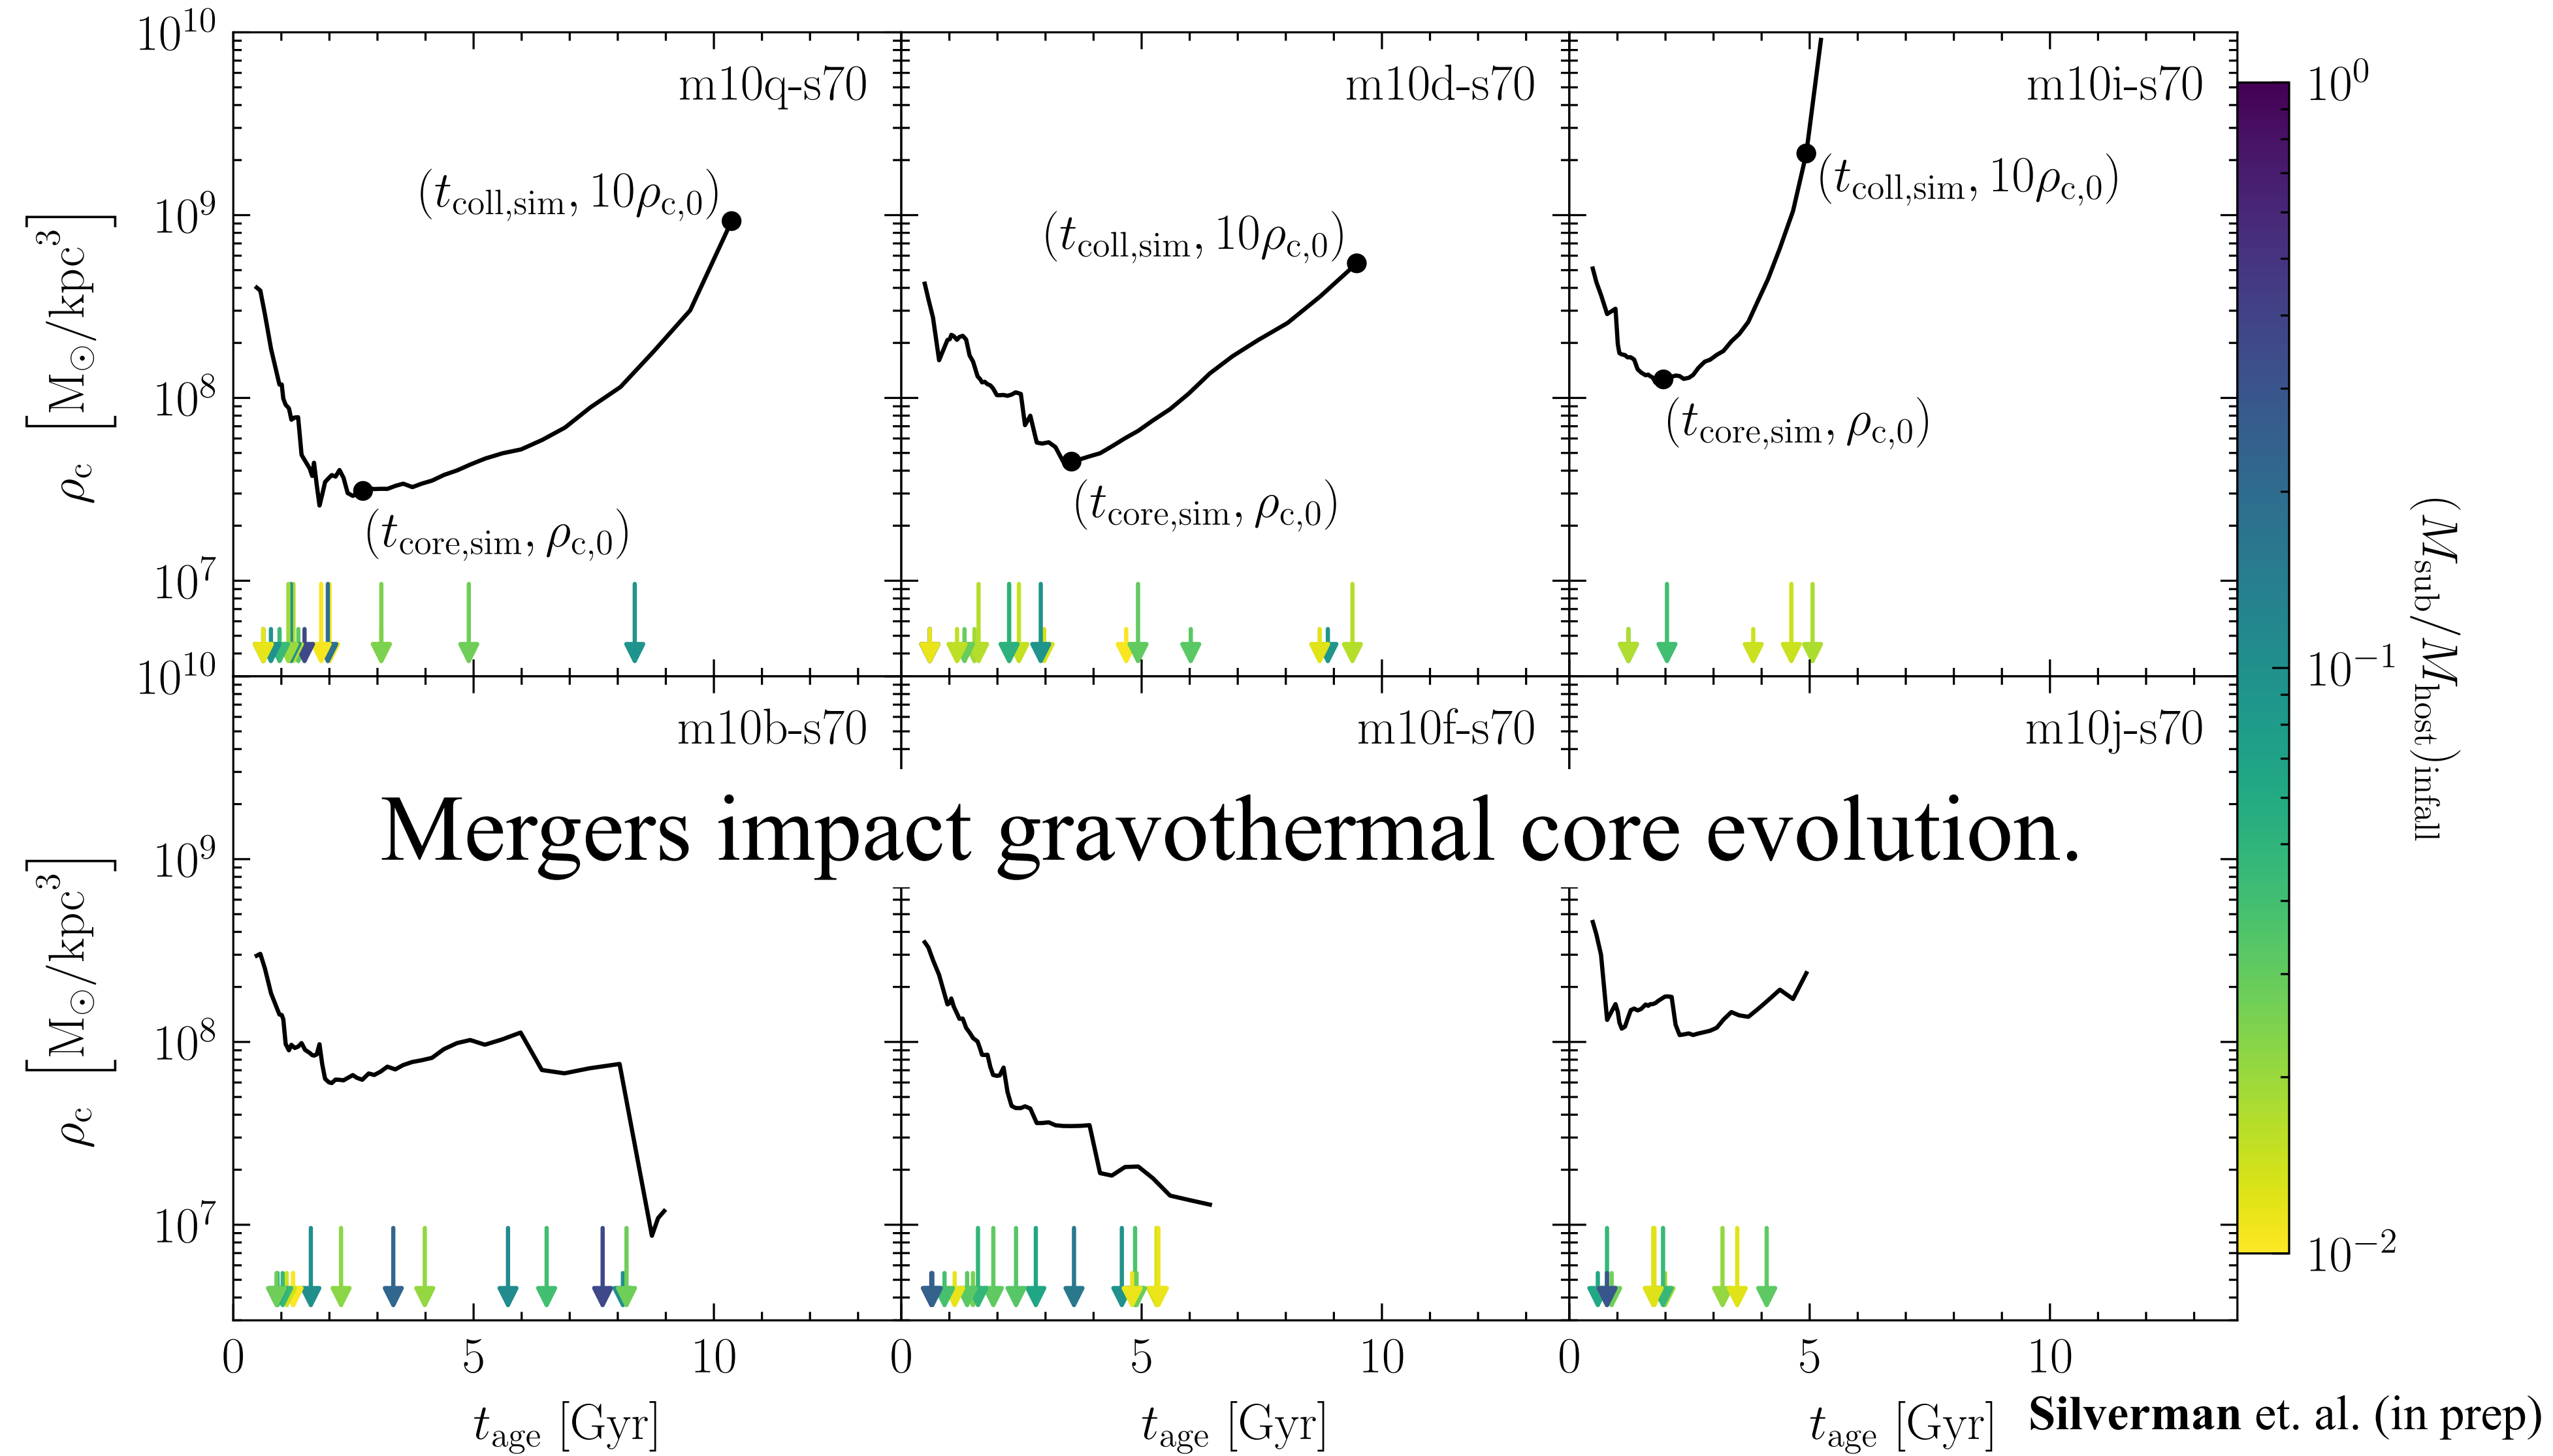 10^10
m10q-s70
m10d-s70
m10i-s70
10^0
(t_coll,sim, 10ρ_c,0)
(t_coll,sim, 10ρ_c,0)
(t_coll,sim, 10ρ_c,0)
10^9
ρ_c [M_⊙/kpc^3]
10^8
(t_core,sim, ρ_c,0)
(t_core,sim, ρ_c,0)
(t_core,sim, ρ_c,0)
10^7
(M_sub/M_host)_infall
10^10
10^-1
m10b-s70
m10f-s70
m10j-s70
Mergers impact gravothermal core evolution.
10^9
ρ_c [M_⊙/kpc^3]
10^8
10^7
10^-2
0 5 10 0 5 10 0 5 10
t_age [Gyr]
t_age [Gyr]
t_age [Gyr]
Silverman et. al. (in prep)